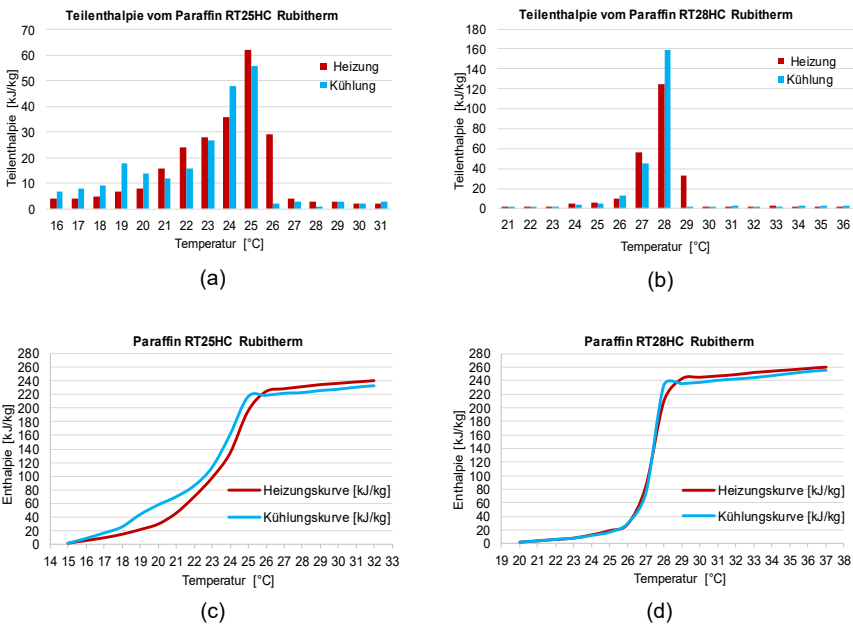 Teilenthalpie vom Paraffin RT25HC Rubitherm
70
60
50
40
30
20
10
0
Teilenthalpie [kJ/kg]
Heizung
Kühlung
16 17 18 19 20 21 22 23 24 25 26 27 28 29 30 31
Temperatur [°C]
(a)
Teilenthalpie vom Paraffin RT28HC Rubitherm
180
160
140
120
100
80
60
40
20
0
Teilenthalpie [kJ/kg]
Heizung
Kühlung
21 22 23 24 25 26 27 28 29 30 31 32 33 34 35 36
Temperatur [°C]
(b)
Paraffin RT25HC Rubitherm
280
260
240
220
200
180
160
140
120
100
80
60
40
20
0
Enthalpie [kJ/kg]
Heizungskurve [kJ/kg]
Kühlungskurve [kJ/kg]
14 15 16 17 18 19 20 21 22 23 24 25 26 27 28 29 30 31 32 33
Temperatur [°C]
(c)
Paraffin RT28HC Rubitherm
280
260
240
220
200
180
160
140
120
100
80
60
40
20
0
Enthalpie [kJ/kg]
Heizungskurve [kJ/kg]
Kühlungskurve [kJ/kg]
19 20 21 22 23 24 25 26 27 28 29 30 31 32 33 34 35 36 37 38
Temperatur [°C]
(d)